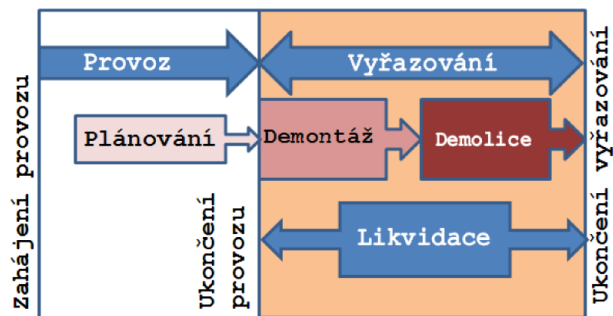 Provoz
Vyřazování
Plánování
Demontáž
Demolice
Likvidace
Zahájení provozu
Ukončení
provozu
Ukončení vyřazování